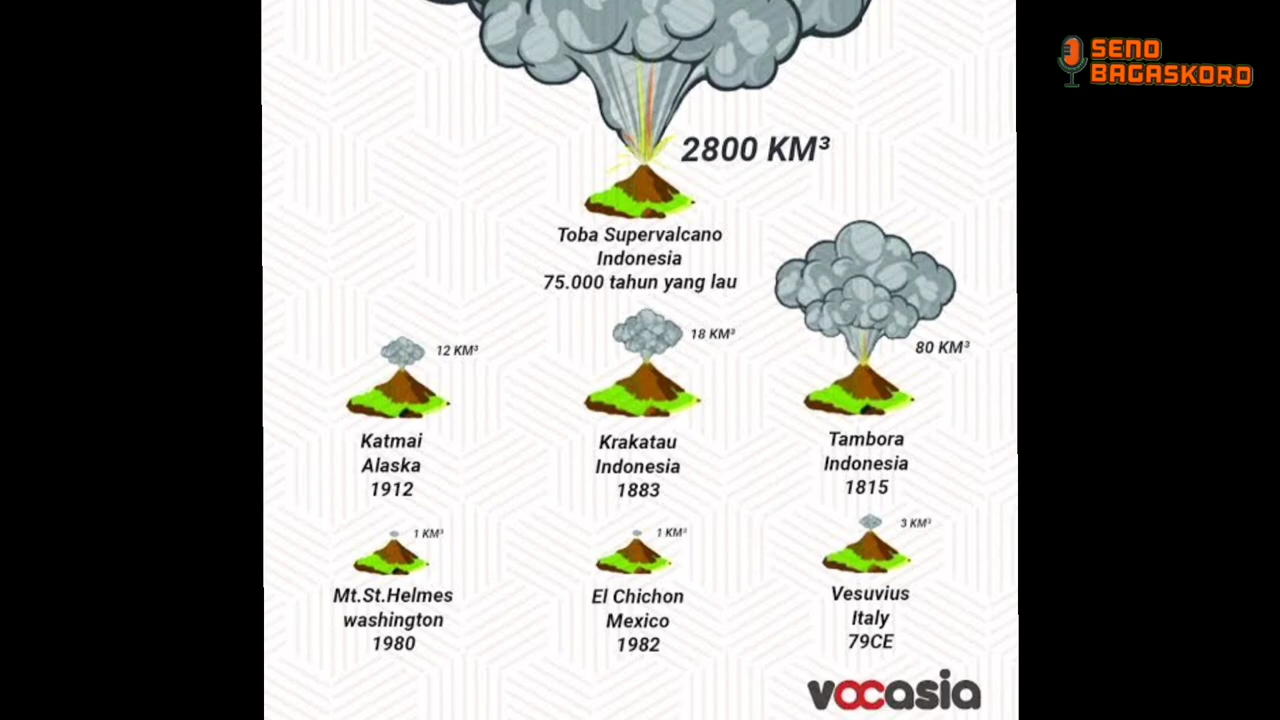 SENO
BAGASKORO
2800 KM³
Toba Supervalcano
Indonesia
75.000 tahun yang lau
12 KM³
Katmai
Alaska
1912
18 KM³
Krakatau
Indonesia
1883
80 KM³
Tambora
Indonesia
1815
1 KM³
Mt.St.Helmes
washington
1980
1 KM³
El Chichon
Mexico
1982
3 KM³
Vesuvius
Italy
79CE
vocasia